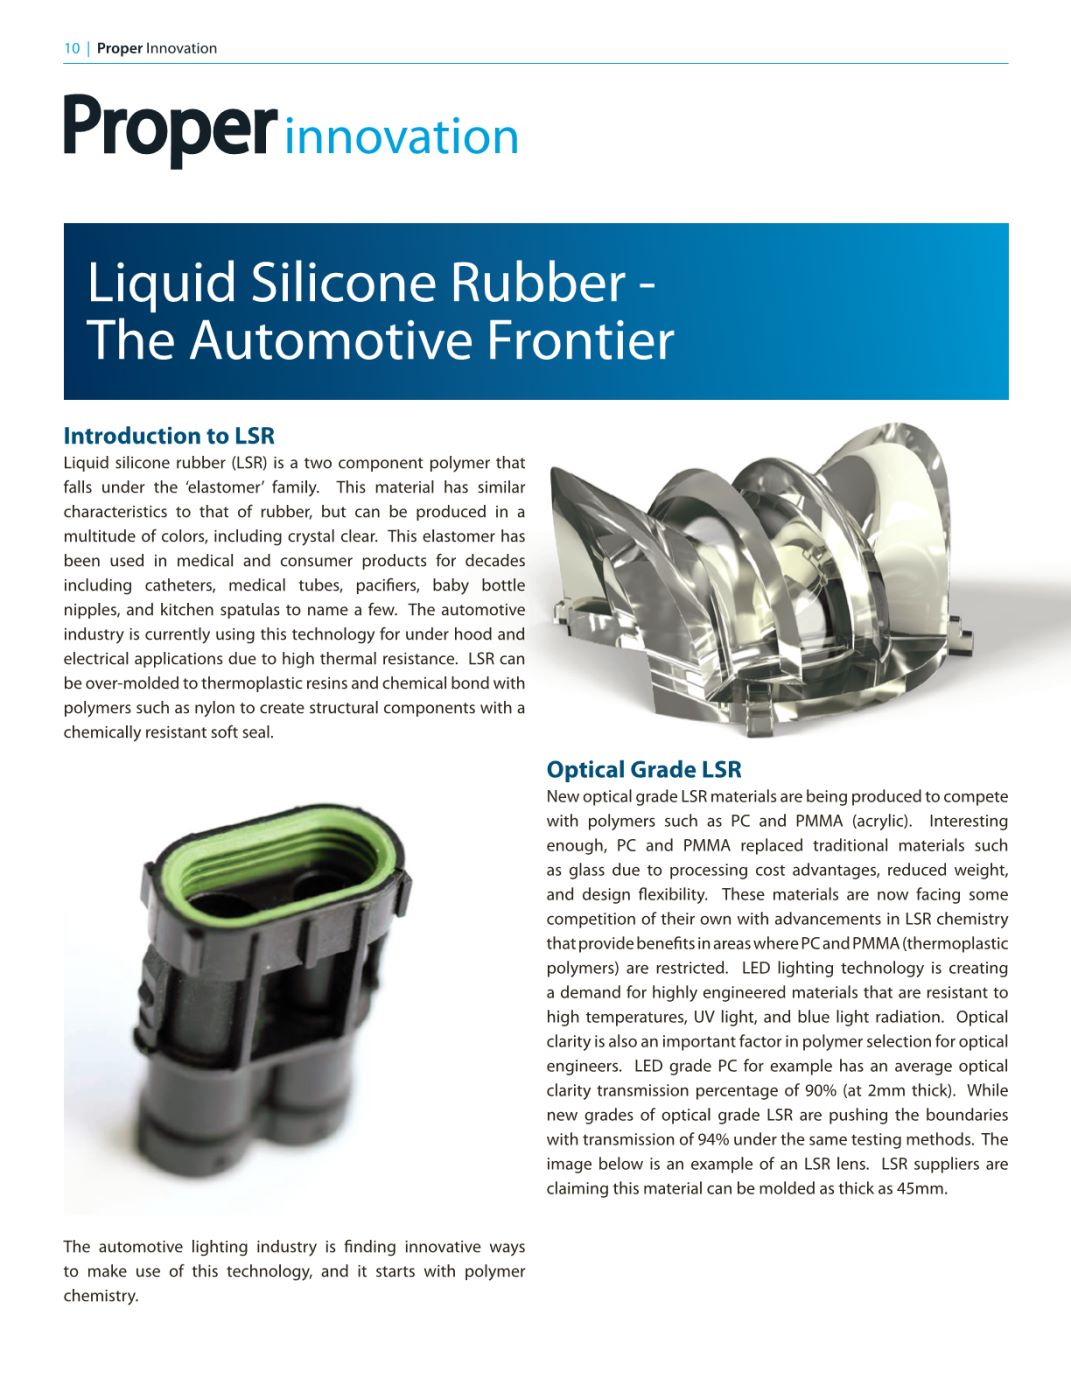 10 | Proper Innovation
Proper innovation
Liquid Silicone Rubber -
The Automotive Frontier
Introduction to LSR
Liquid silicone rubber (LSR) is a two component polymer that
falls under the ‘elastomer’ family. This material has similar
characteristics to that of rubber, but can be produced in a
multitude of colors, including crystal clear. This elastomer has
been used in medical and consumer products for decades
including catheters, medical tubes, pacifiers, baby bottle
nipples, and kitchen spatulas to name a few. The automotive
industry is currently using this technology for under hood and
electrical applications due to high thermal resistance. LSR can
be over-molded to thermoplastic resins and chemical bond with
polymers such as nylon to create structural components with a
chemically resistant soft seal.
The automotive lighting industry is finding innovative ways
to make use of this technology, and it starts with polymer
chemistry.
Optical Grade LSR
New optical grade LSR materials are being produced to compete
with polymers such as PC and PMMA (acrylic). Interesting
enough, PC and PMMA replaced traditional materials such
as glass due to processing cost advantages, reduced weight,
and design flexibility. These materials are now facing some
competition of their own with advancements in LSR chemistry
that provide benefits in areas where PC and PMMA (thermoplastic
polymers) are restricted. LED lighting technology is creating
a demand for highly engineered materials that are resistant to
high temperatures, UV light, and blue light radiation. Optical
clarity is also an important factor in polymer selection for optical
engineers. LED grade PC for example has an average optical
clarity transmission percentage of 90% (at 2mm thick). While
new grades of optical grade LSR are pushing the boundaries
with transmission of 94% under the same testing methods. The
image below is an example of an LSR lens. LSR suppliers are
claiming this material can be molded as thick as 45mm.